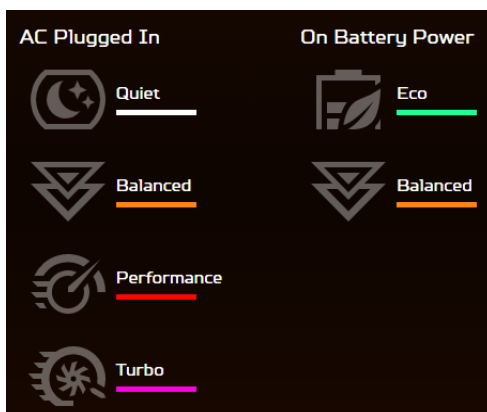 AC Plugged In
On Battery Power
Quiet
Eco
Balanced
Balanced
Performance
Turbo